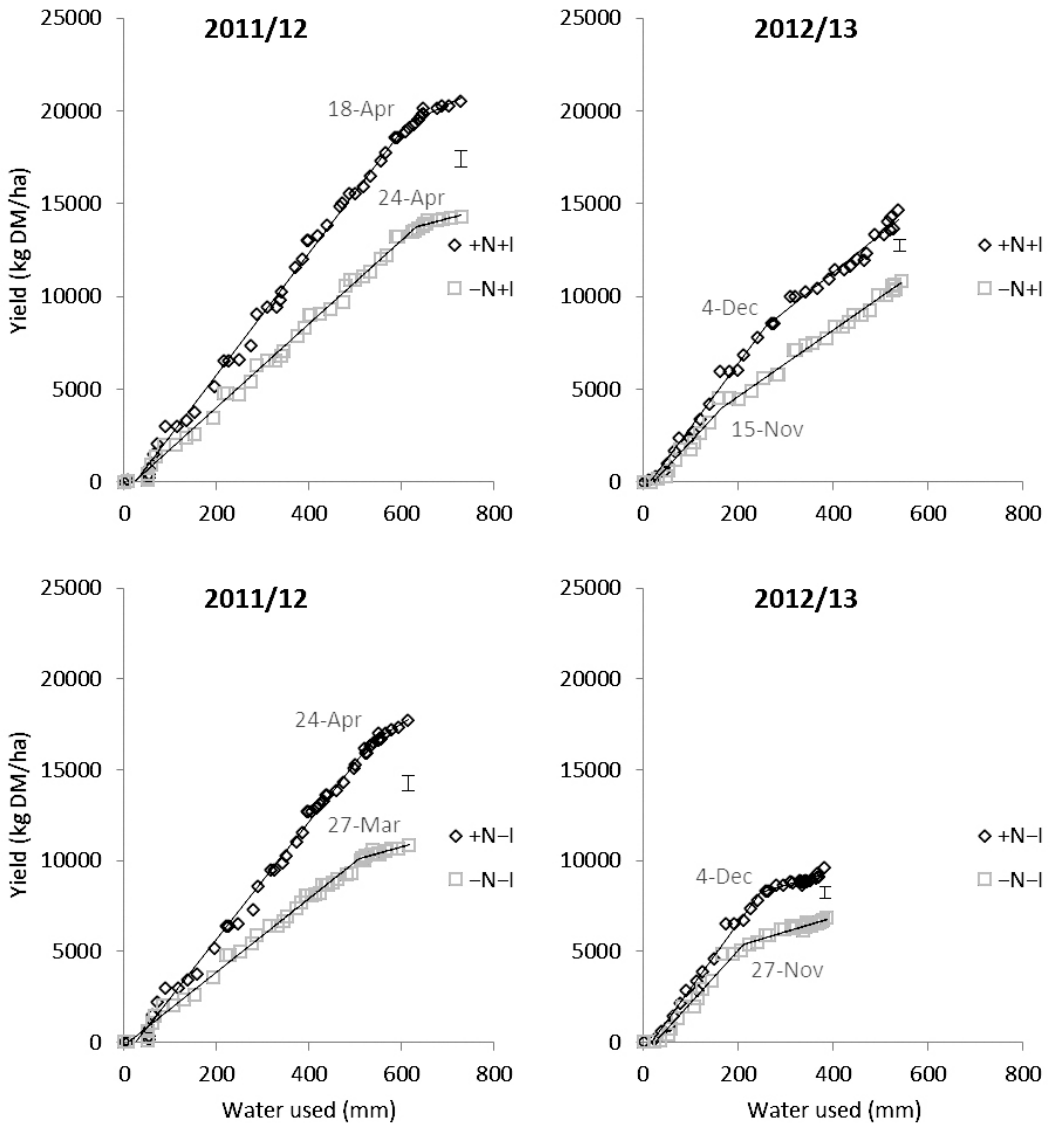 2011/12
2012/13
25000
20000
15000
10000
5000
0
Yield (kg DM/ha)
18-Apr
24-Apr
+N+I
−N+I
0 200 400 600 800
25000
20000
15000
10000
5000
0
4-Dec
15-Nov
+N+I
−N+I
0 200 400 600 800
2011/12
2012/13
25000
20000
15000
10000
5000
0
Yield (kg DM/ha)
24-Apr
27-Mar
+N−I
−N−I
0 200 400 600 800
Water used (mm)
25000
20000
15000
10000
5000
0
4-Dec
27-Nov
+N−I
−N−I
0 200 400 600 800
Water used (mm)